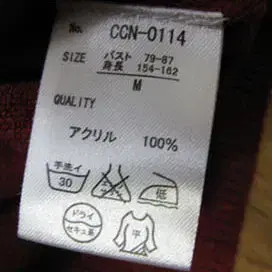 No. CCN-0114
SIZE バスト 79-87
身長 154-162
M
QUALITY
アクリル 100%
手洗イ
30
低
ドライ
セキユ系
平